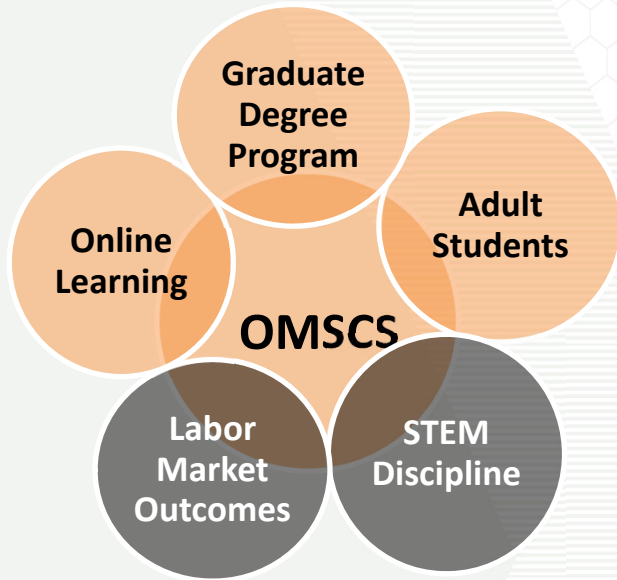 Graduate
Degree
Program
Adult
Students
Online
Learning
OMSCS
Labor
Market
Outcomes
STEM
Discipline